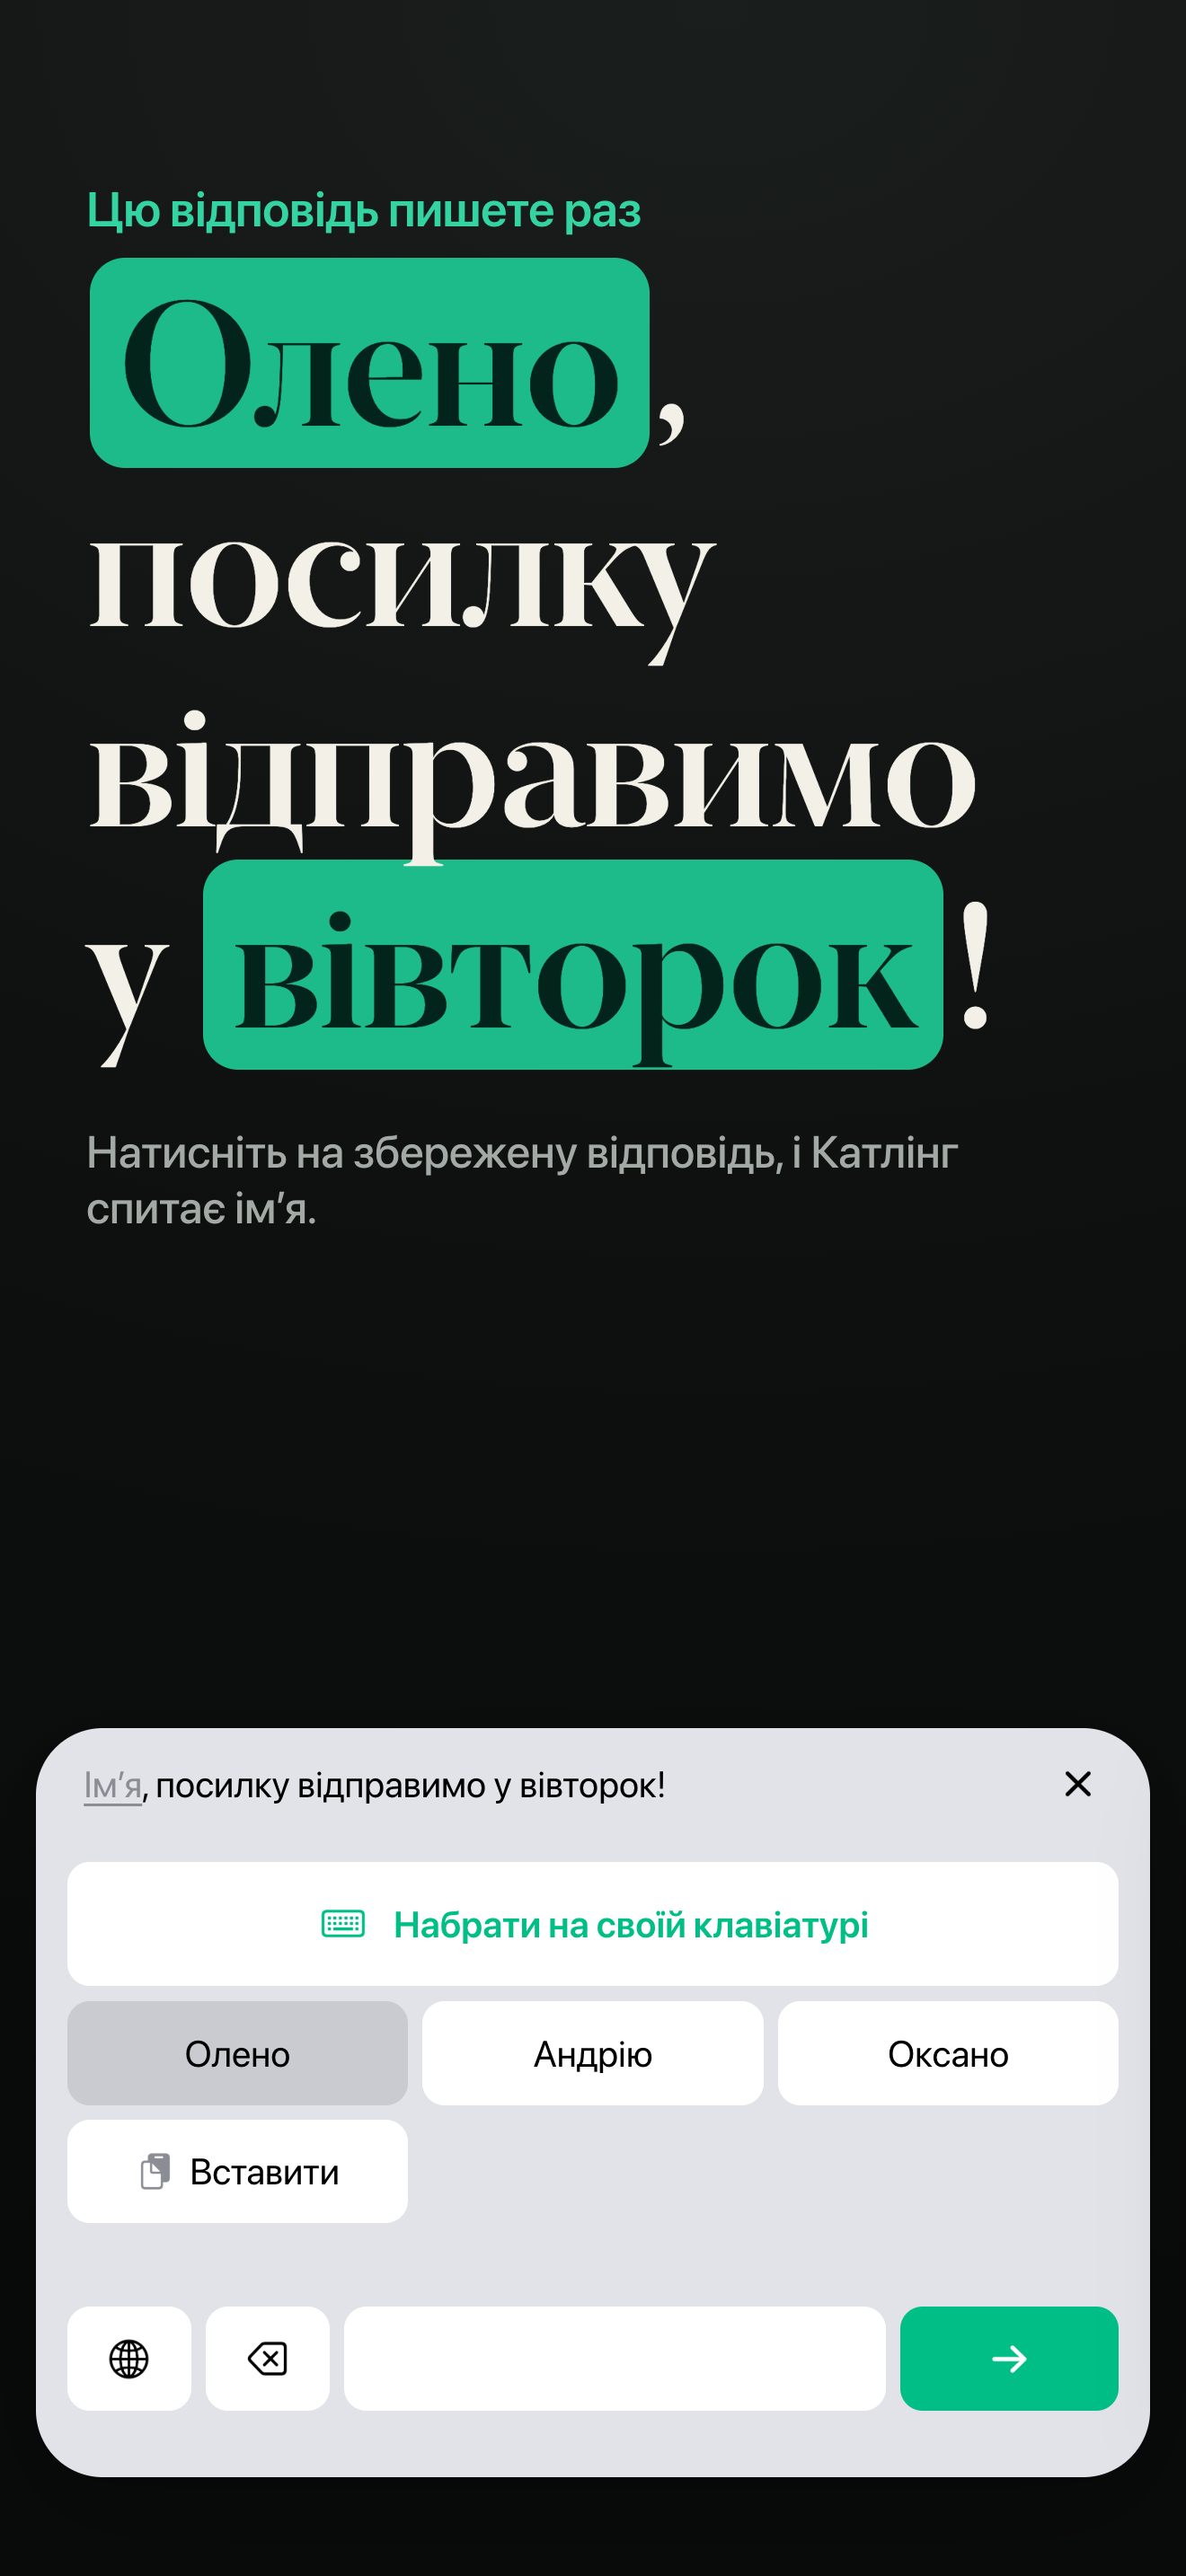 Цю відповідь пишете раз
Олено,
посилку
відправимо
у вівторок!
Натисніть на збережену відповідь, і Катлінг
спитає ім’я.
Ім’я, посилку відправимо у вівторок!
Набрати на своїй клавіатурі
Олено Андрію Оксано
Вставити